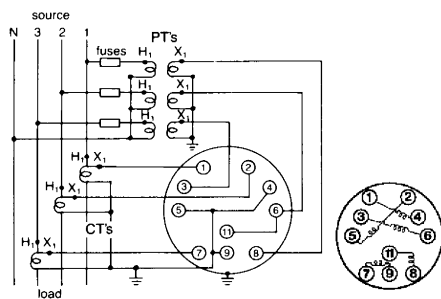 source
N 3 2 1
PT's
fuses
H₁ X₁
H₁ X₁
H₁ X₁
H₁ X₁
H₁ X₁
CT's
H₁ X₁
load
1 2
3 4
5 6
11
7 9 8
1 2
3 4
5 6
11
7 9 8